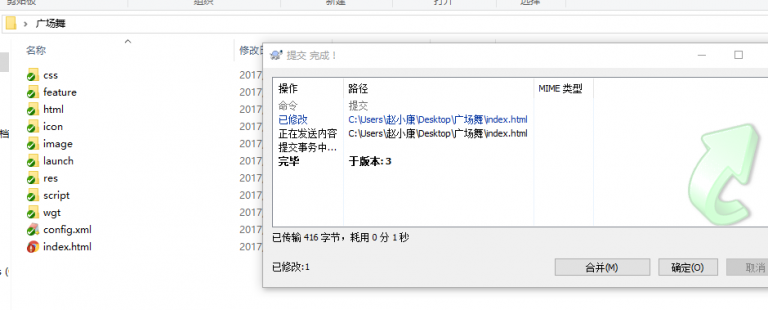 剪贴板 组织 新建 打开 选择
广场舞
名称 修改日
css 2017
feature 2017
html 2017
icon 2017
image 2017
launch 2017
res 2017
script 2017
wgt 2017
config.xml 2017
index.html 2017
档
s (
提交 完成！
操作 路径 MIME 类型
命令 提交
已修改 C:\Users\赵小康\Desktop\广场舞\index.html
正在发送内容 C:\Users\赵小康\Desktop\广场舞\index.html
提交事务中...
完毕 于版本: 3
已传输 416 字节，耗用 0 分 1 秒
已修改:1
合并(M) 确定(O) 取消